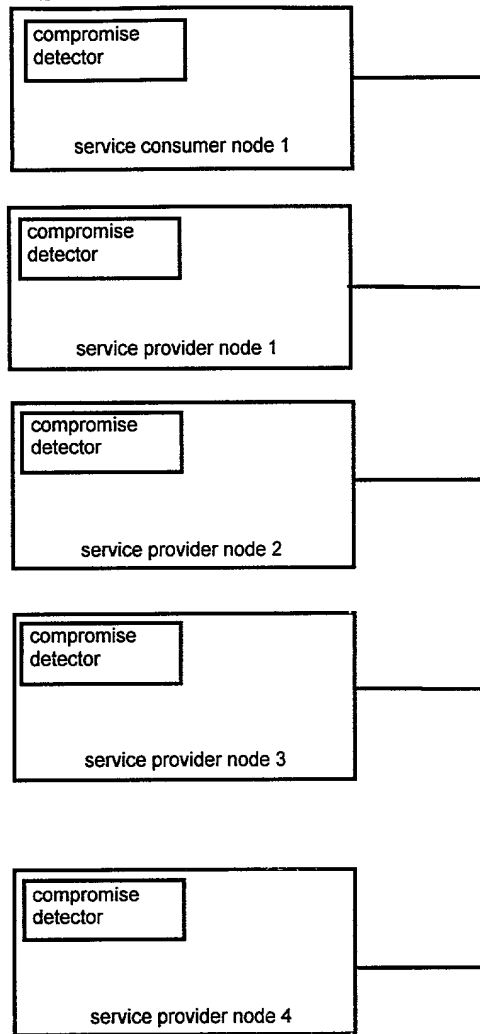 compromise
detector
service consumer node 1
compromise
detector
service provider node 1
compromise
detector
service provider node 2
compromise
detector
service provider node 3
compromise
detector
service provider node 4